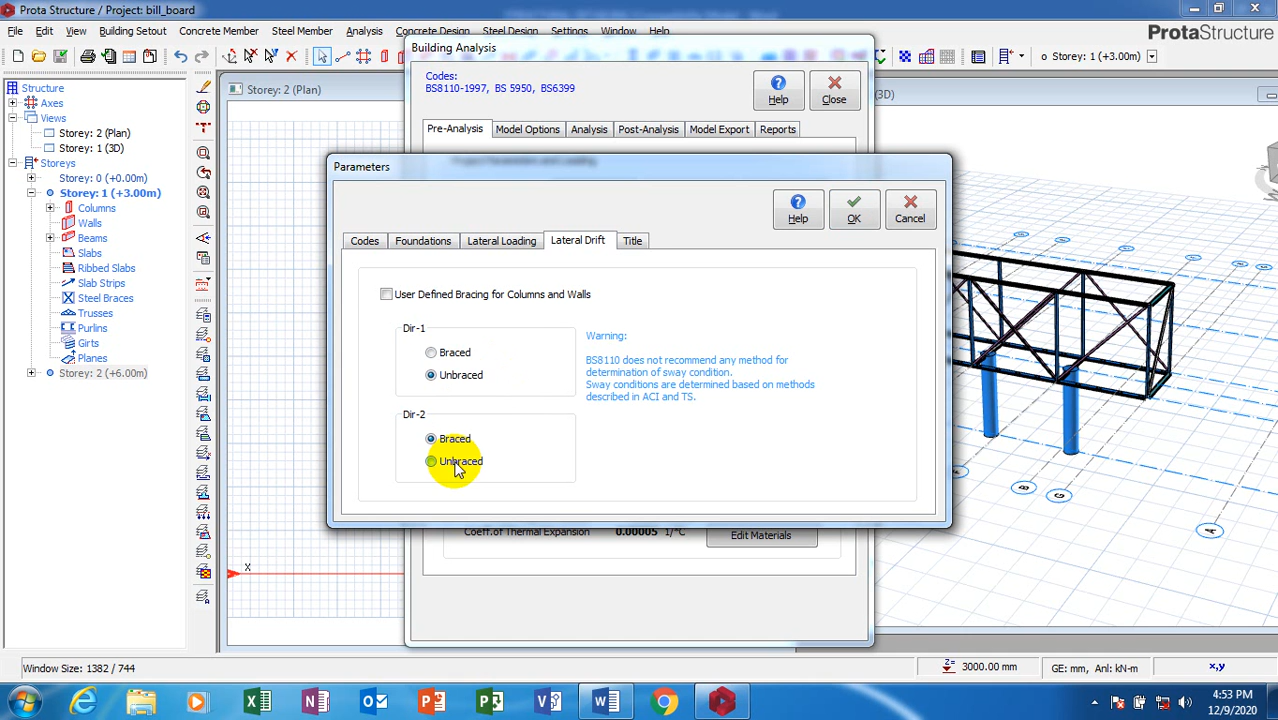 Prota Structure / Project: bill_board
File Edit View Building Setout Concrete Member Steel Member Analysis Concrete Design Steel Design Settings Window Help
ProtaStructure
Storey: 1 (+3.00m)
Structure
Axes
Views
Storey: 2 (Plan)
Storey: 1 (3D)
Storeys
Storey: 0 (+0.00m)
Storey: 1 (+3.00m)
Columns
Walls
Beams
Slabs
Ribbed Slabs
Slab Strips
Steel Braces
Trusses
Purlins
Girts
Planes
Storey: 2 (+6.00m)
Storey: 2 (Plan)
(3D)
X
Building Analysis
Codes:
BS8110-1997, BS 5950, BS6399
Help
Close
Pre-Analysis Model Options Analysis Post-Analysis Model Export Reports
Parameters
Help
OK
Cancel
Codes Foundations Lateral Loading Lateral Drift Title
User Defined Bracing for Columns and Walls
Dir-1
Braced
Unbraced
Warning:
BS8110 does not recommend any method for
determination of sway condition.
Sway conditions are determined based on methods
described in ACI and TS.
Dir-2
Braced
Unbraced
Coeff.of Thermal Expansion 0.00005 1/°C Edit Materials
B
G
A
Window Size: 1382 / 744
Z= 3000.00 mm
GE: mm, Anl: kN-m
x,y
4:53 PM
12/9/2020